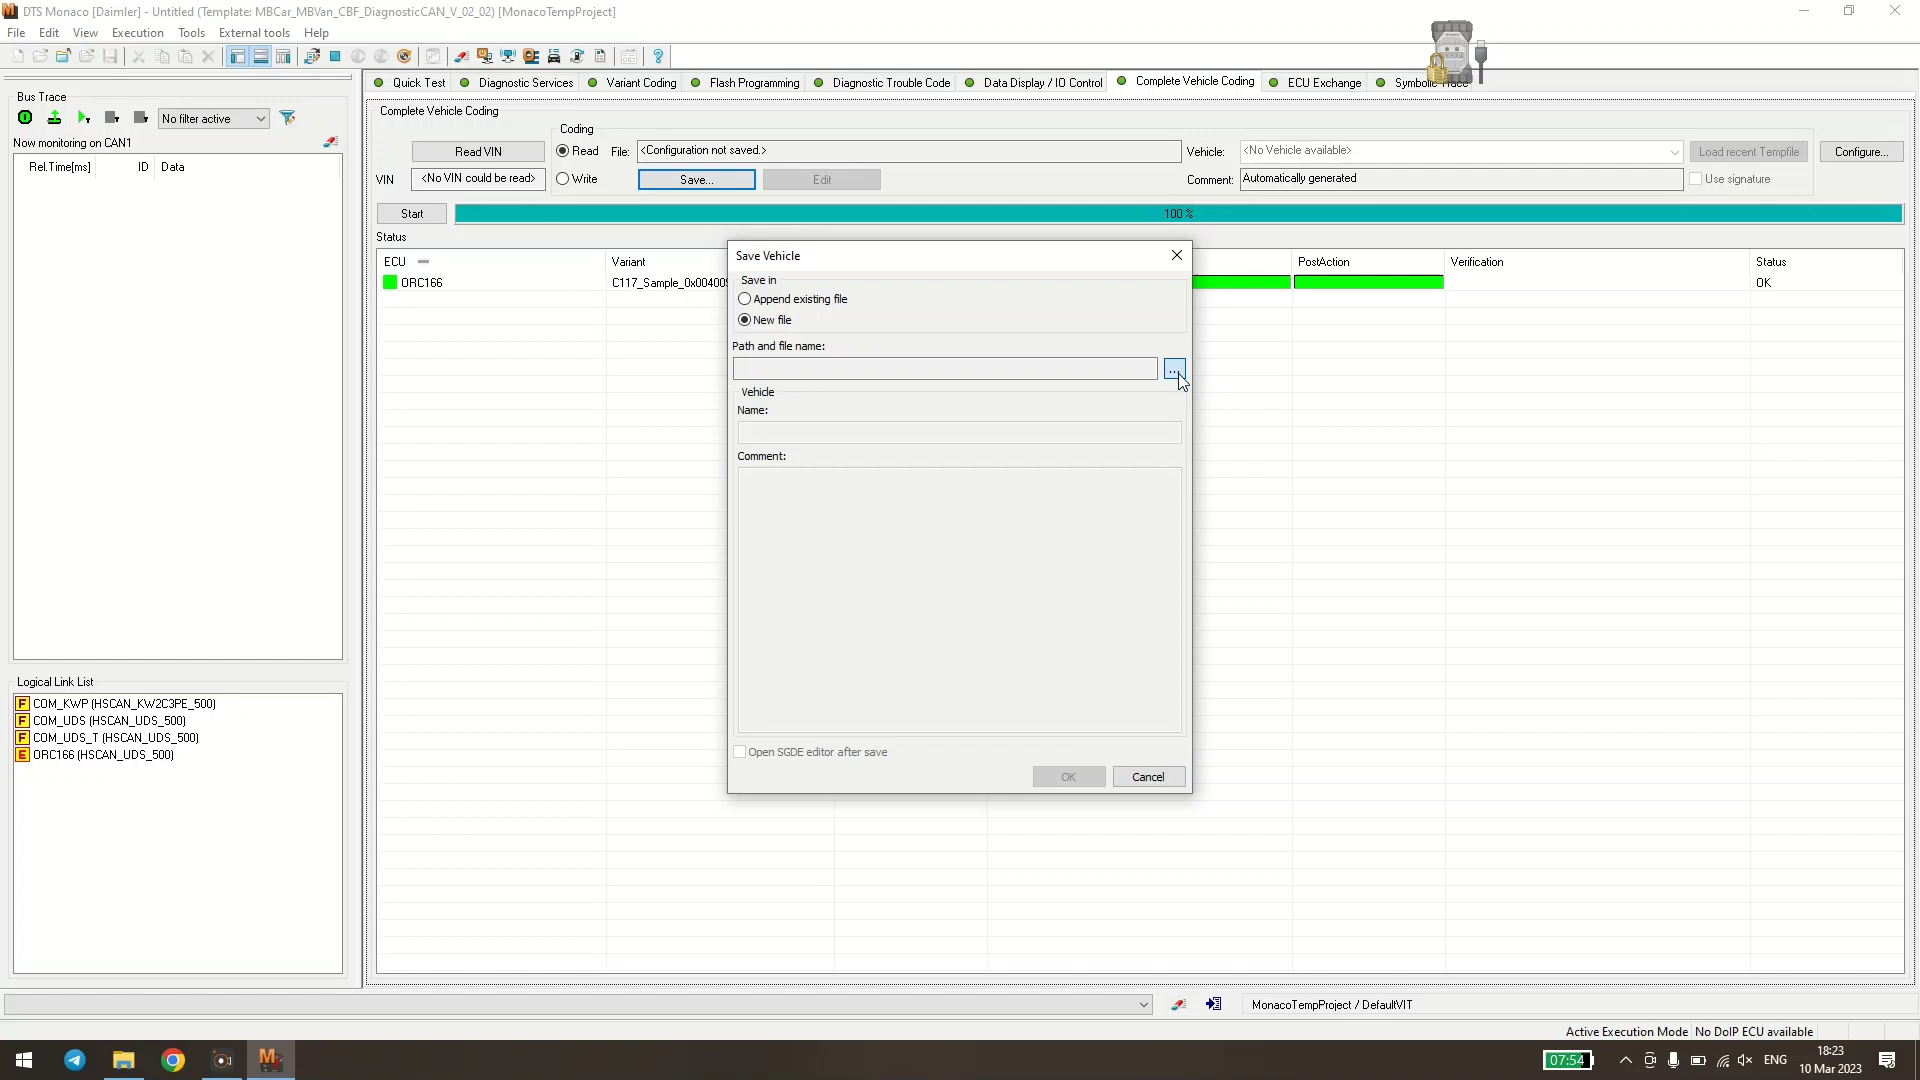 DTS Monaco [Daimler] - Untitled (Template: MBCar_MBVan_CBF_DiagnosticCAN_V_02_02) [MonacoTempProject]
File Edit View Execution Tools External tools Help
Bus Trace
No filter active
Now monitoring on CAN1
Rel.Time[ms] ID Data
Logical Link List
COM_KWP (HSCAN_KW2C3PE_500)
COM_UDS (HSCAN_UDS_500)
COM_UDS_T (HSCAN_UDS_500)
ORC166 (HSCAN_UDS_500)
Quick Test Diagnostic Services Variant Coding Flash Programming Diagnostic Trouble Code Data Display / IO Control Complete Vehicle Coding ECU Exchange Symbolic Trace
Complete Vehicle Coding
Coding
Read VIN Read File: <Configuration not saved.> Vehicle: <No Vehicle available> Load recent Tempfile Configure...
VIN <No VIN could be read> Write Save... Edit Comment: Automatically generated Use signature
Start 100 %
Status
ECU Variant PostAction Verification Status
ORC166 C117_Sample_0x00400 OK
Save Vehicle
Save in
Append existing file
New file
Path and file name:
...
Vehicle
Name:
Comment:
Open SGDE editor after save
OK Cancel
MonacoTempProject / DefaultVIT
Active Execution Mode No DoIP ECU available
07:54 ENG 18:23
10 Mar 2023